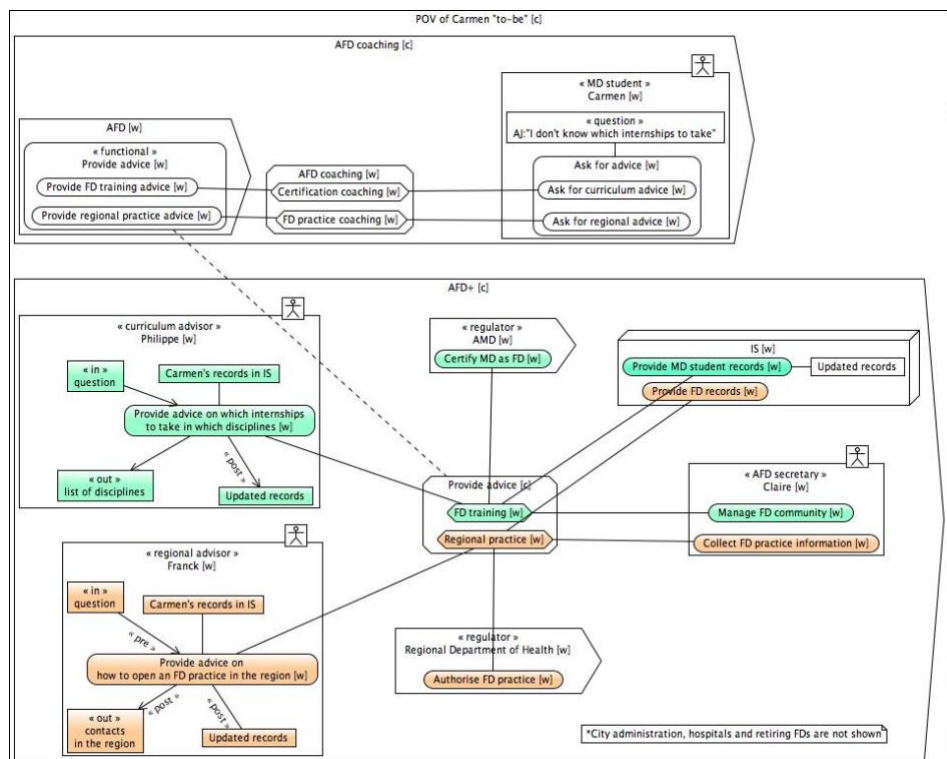 POV of Carmen "to-be" [c]
AFD coaching [c]
« MD student »
Carmen [w]
« question »
AJ:"I don't know which internships to take"
Ask for advice [w]
Ask for curriculum advice [w]
Ask for regional advice [w]
AFD [w]
« functional »
Provide advice [w]
Provide FD training advice [w]
Provide regional practice advice [w]
AFD coaching [w]
Certification coaching [w]
FD practice coaching [w]
AFD+ [c]
« curriculum advisor »
Philippe [w]
« in »
question
Carmen's records in IS
Provide advice on which internships
to take in which disciplines [w]
« post »
« out »
list of disciplines
Updated records
« regulator »
AMD [w]
Certify MD as FD [w]
IS [w]
Provide MD student records [w]
Updated records
Provide FD records [w]
Provide advice [c]
FD training [w]
Regional practice [w]
« AFD secretary »
Claire [w]
Manage FD community [w]
Collect FD practice information [w]
« regional advisor »
Franck [w]
« in »
question
Carmen's records in IS
« pre »
Provide advice on
how to open an FD practice in the region [w]
« post »
« post »
« out »
contacts
in the region
Updated records
« regulator »
Regional Department of Health [w]
Authorise FD practice [w]
*City administration, hospitals and retiring FDs are not shown